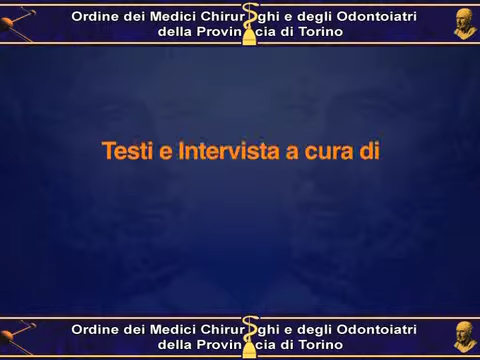 Ordine dei Medici Chirurghi e degli Odontoiatri
della Provincia di Torino
Testi e Intervista a cura di
Ordine dei Medici Chirurghi e degli Odontoiatri
della Provincia di Torino